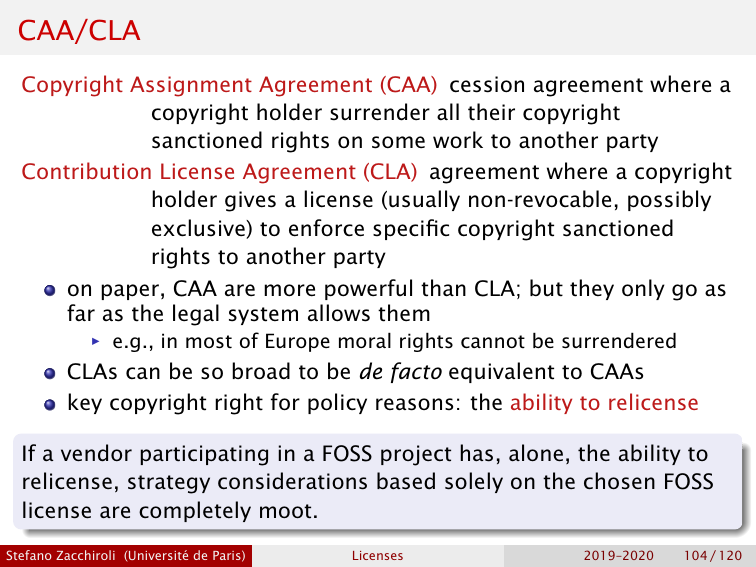 CAA/CLA
Copyright Assignment Agreement (CAA) cession agreement where a
copyright holder surrender all their copyright
sanctioned rights on some work to another party
Contribution License Agreement (CLA) agreement where a copyright
holder gives a license (usually non-revocable, possibly
exclusive) to enforce specific copyright sanctioned
rights to another party
on paper, CAA are more powerful than CLA; but they only go as
far as the legal system allows them
e.g., in most of Europe moral rights cannot be surrendered
CLAs can be so broad to be de facto equivalent to CAAs
key copyright right for policy reasons: the ability to relicense
If a vendor participating in a FOSS project has, alone, the ability to
relicense, strategy considerations based solely on the chosen FOSS
license are completely moot.
Stefano Zacchiroli (Université de Paris) Licenses 2019–2020 104 / 120